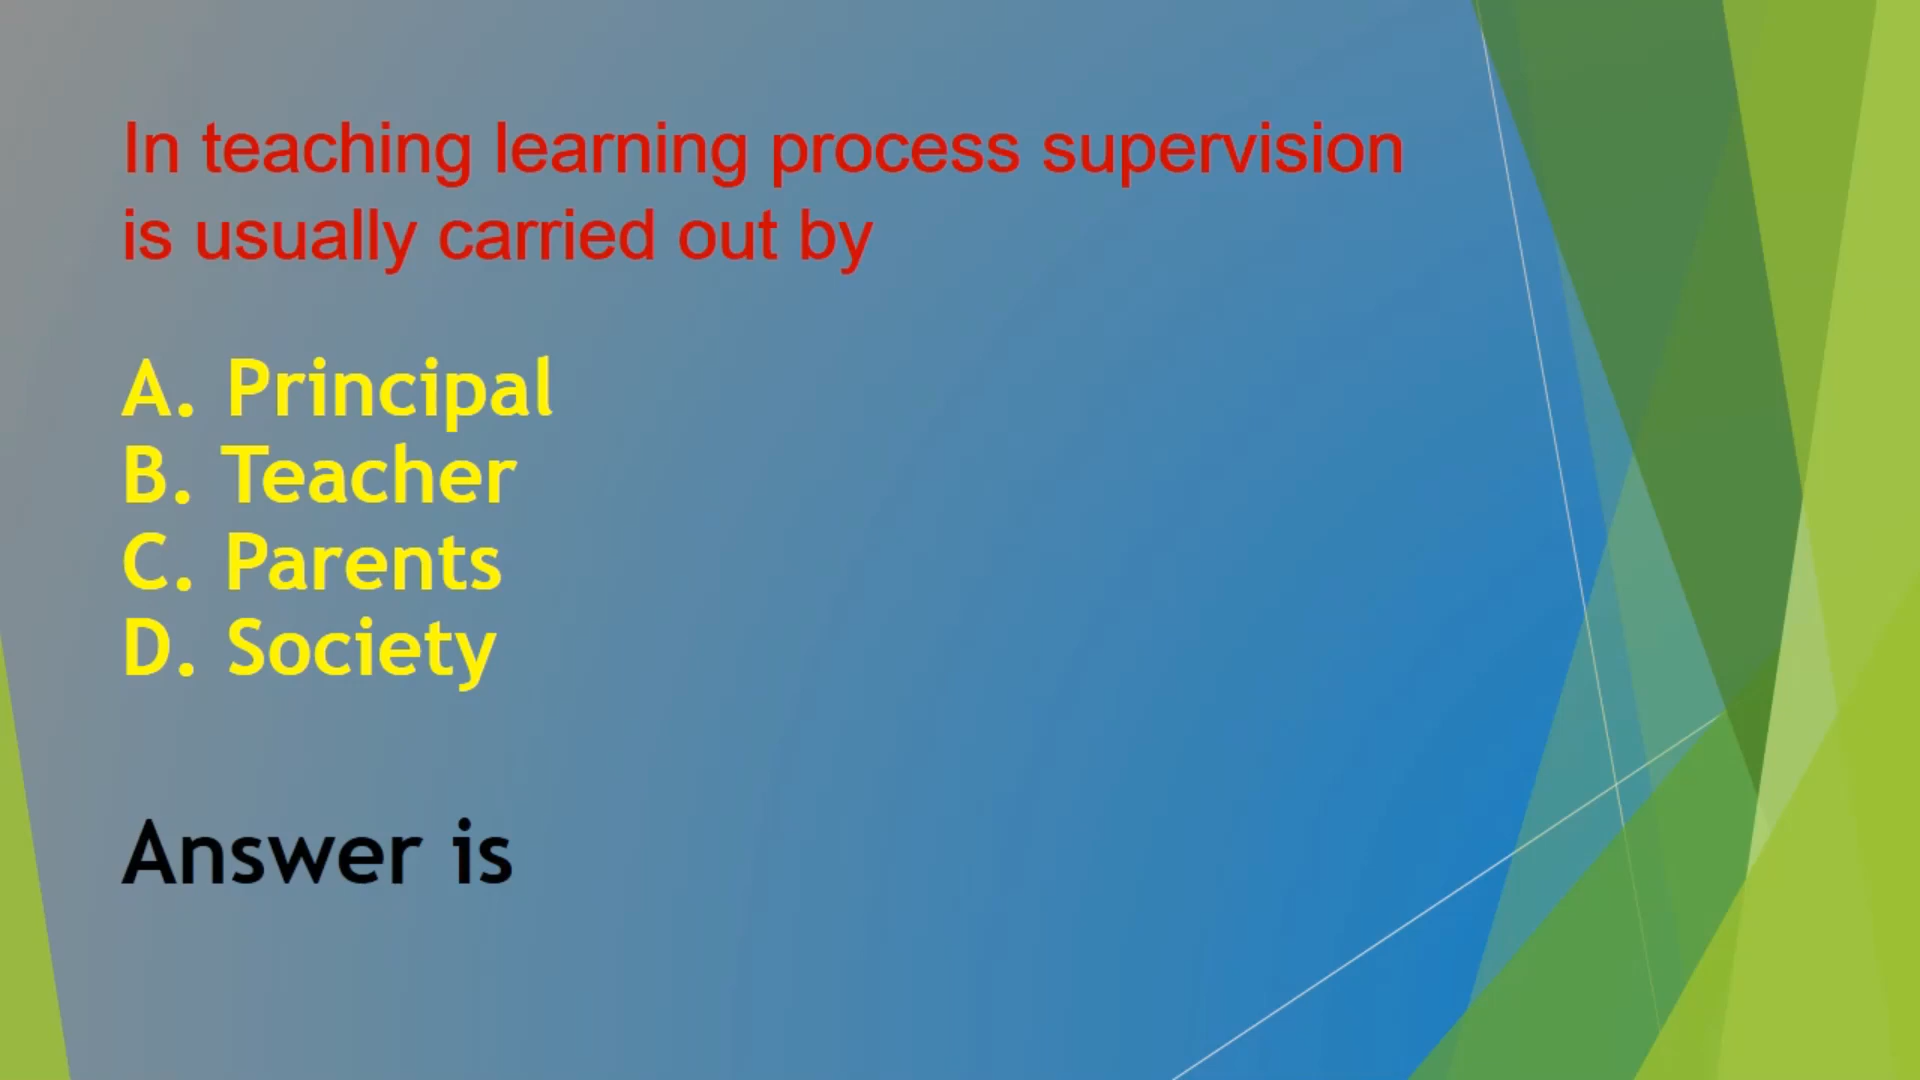 In teaching learning process supervision
is usually carried out by
A. Principal
B. Teacher
C. Parents
D. Society
Answer is